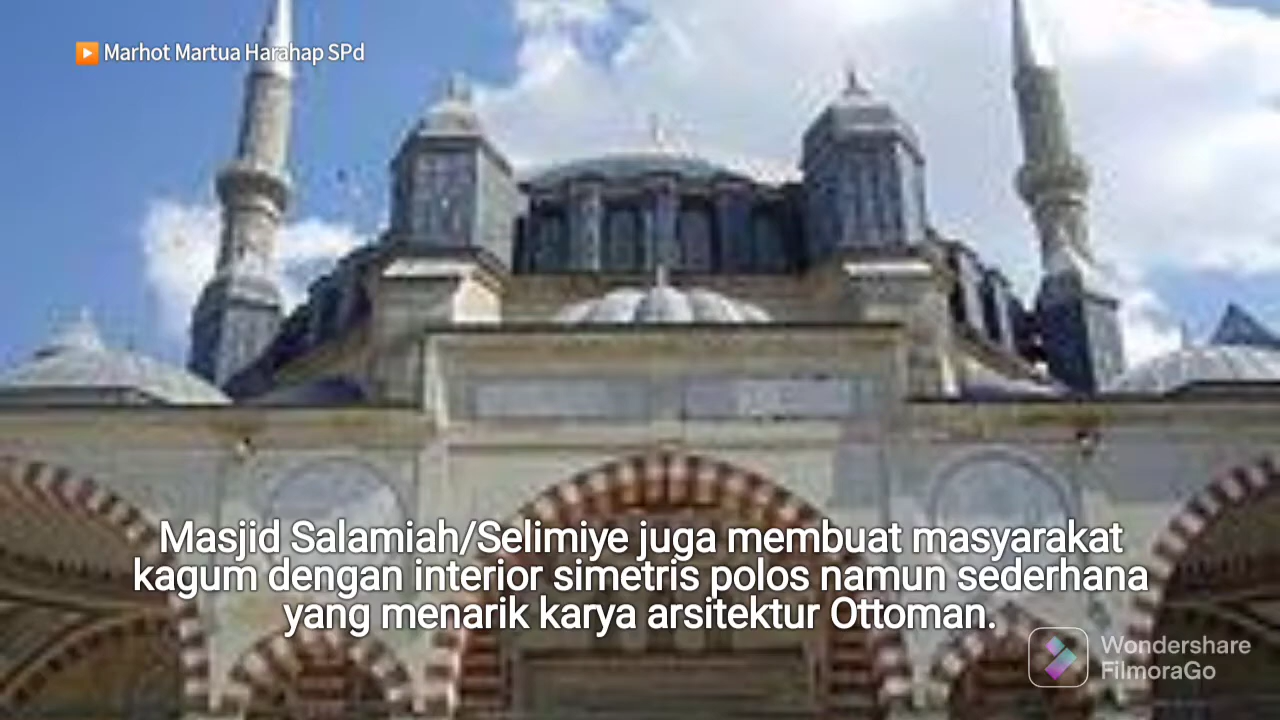 Marhot Martua Harahap SPd
Masjid Salamiah/Selimiye juga membuat masyarakat
kagum dengan interior simetris polos namun sederhana
yang menarik karya arsitektur Ottoman.
Wondershare
FilmoraGo